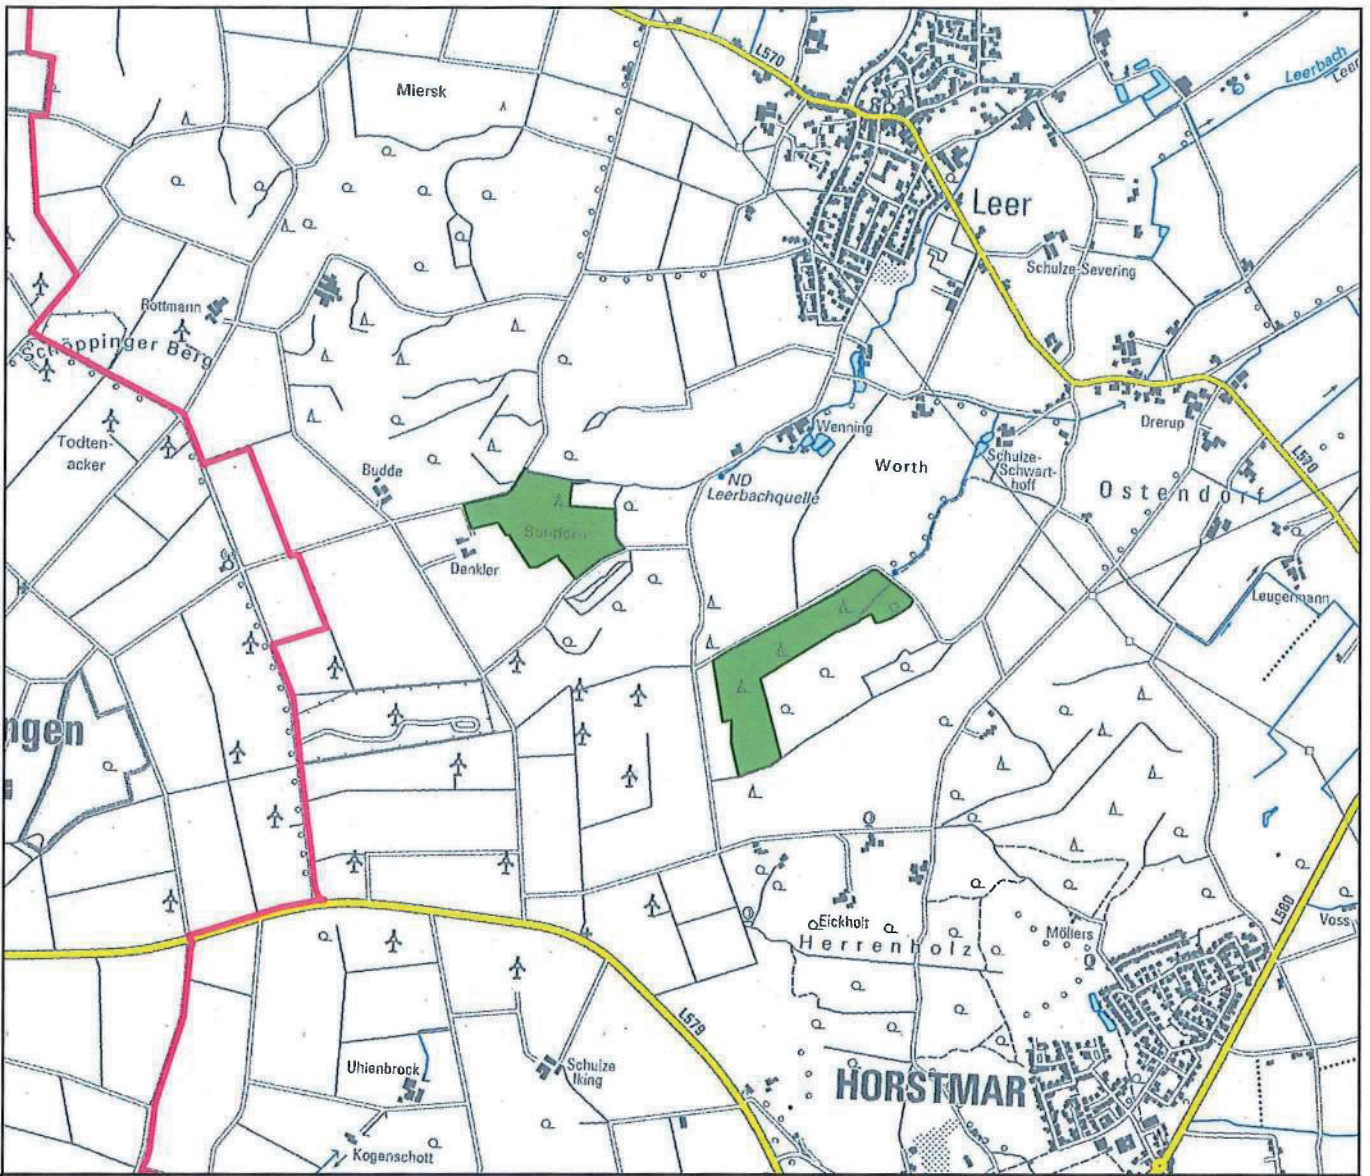 L570
Leerbach
Leer
Miersk
Leer
Schulze-Severing
Rottmann
Schöppinger Berg
Todten-
acker
Budde
Wenning
Drerup
L570
ND
Leerbachquelle
Worth
Schulze-
Schwart-
hoff
Ostendorf
Denkler
Leugermann
ngen
L580
Eickholt
Herrenholz
Möllers
Voss
L579
Uhlenbrock
Schulze
Iking
HORSTMAR
Kogenschott